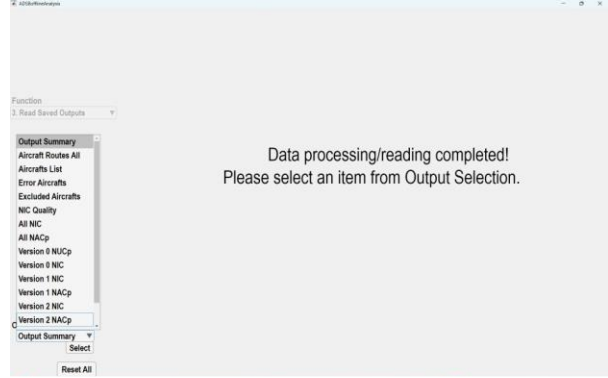 ADSBofflineAnalysis
Function
3. Read Saved Outputs
Output Summary
Aircraft Routes All
Aircrafts List
Error Aircrafts
Excluded Aircrafts
NIC Quality
All NIC
All NACp
Version 0 NUCp
Version 0 NIC
Version 1 NIC
Version 1 NACp
Version 2 NIC
Version 2 NACp
Output Summary
Select
Reset All
Data processing/reading completed!
Please select an item from Output Selection.